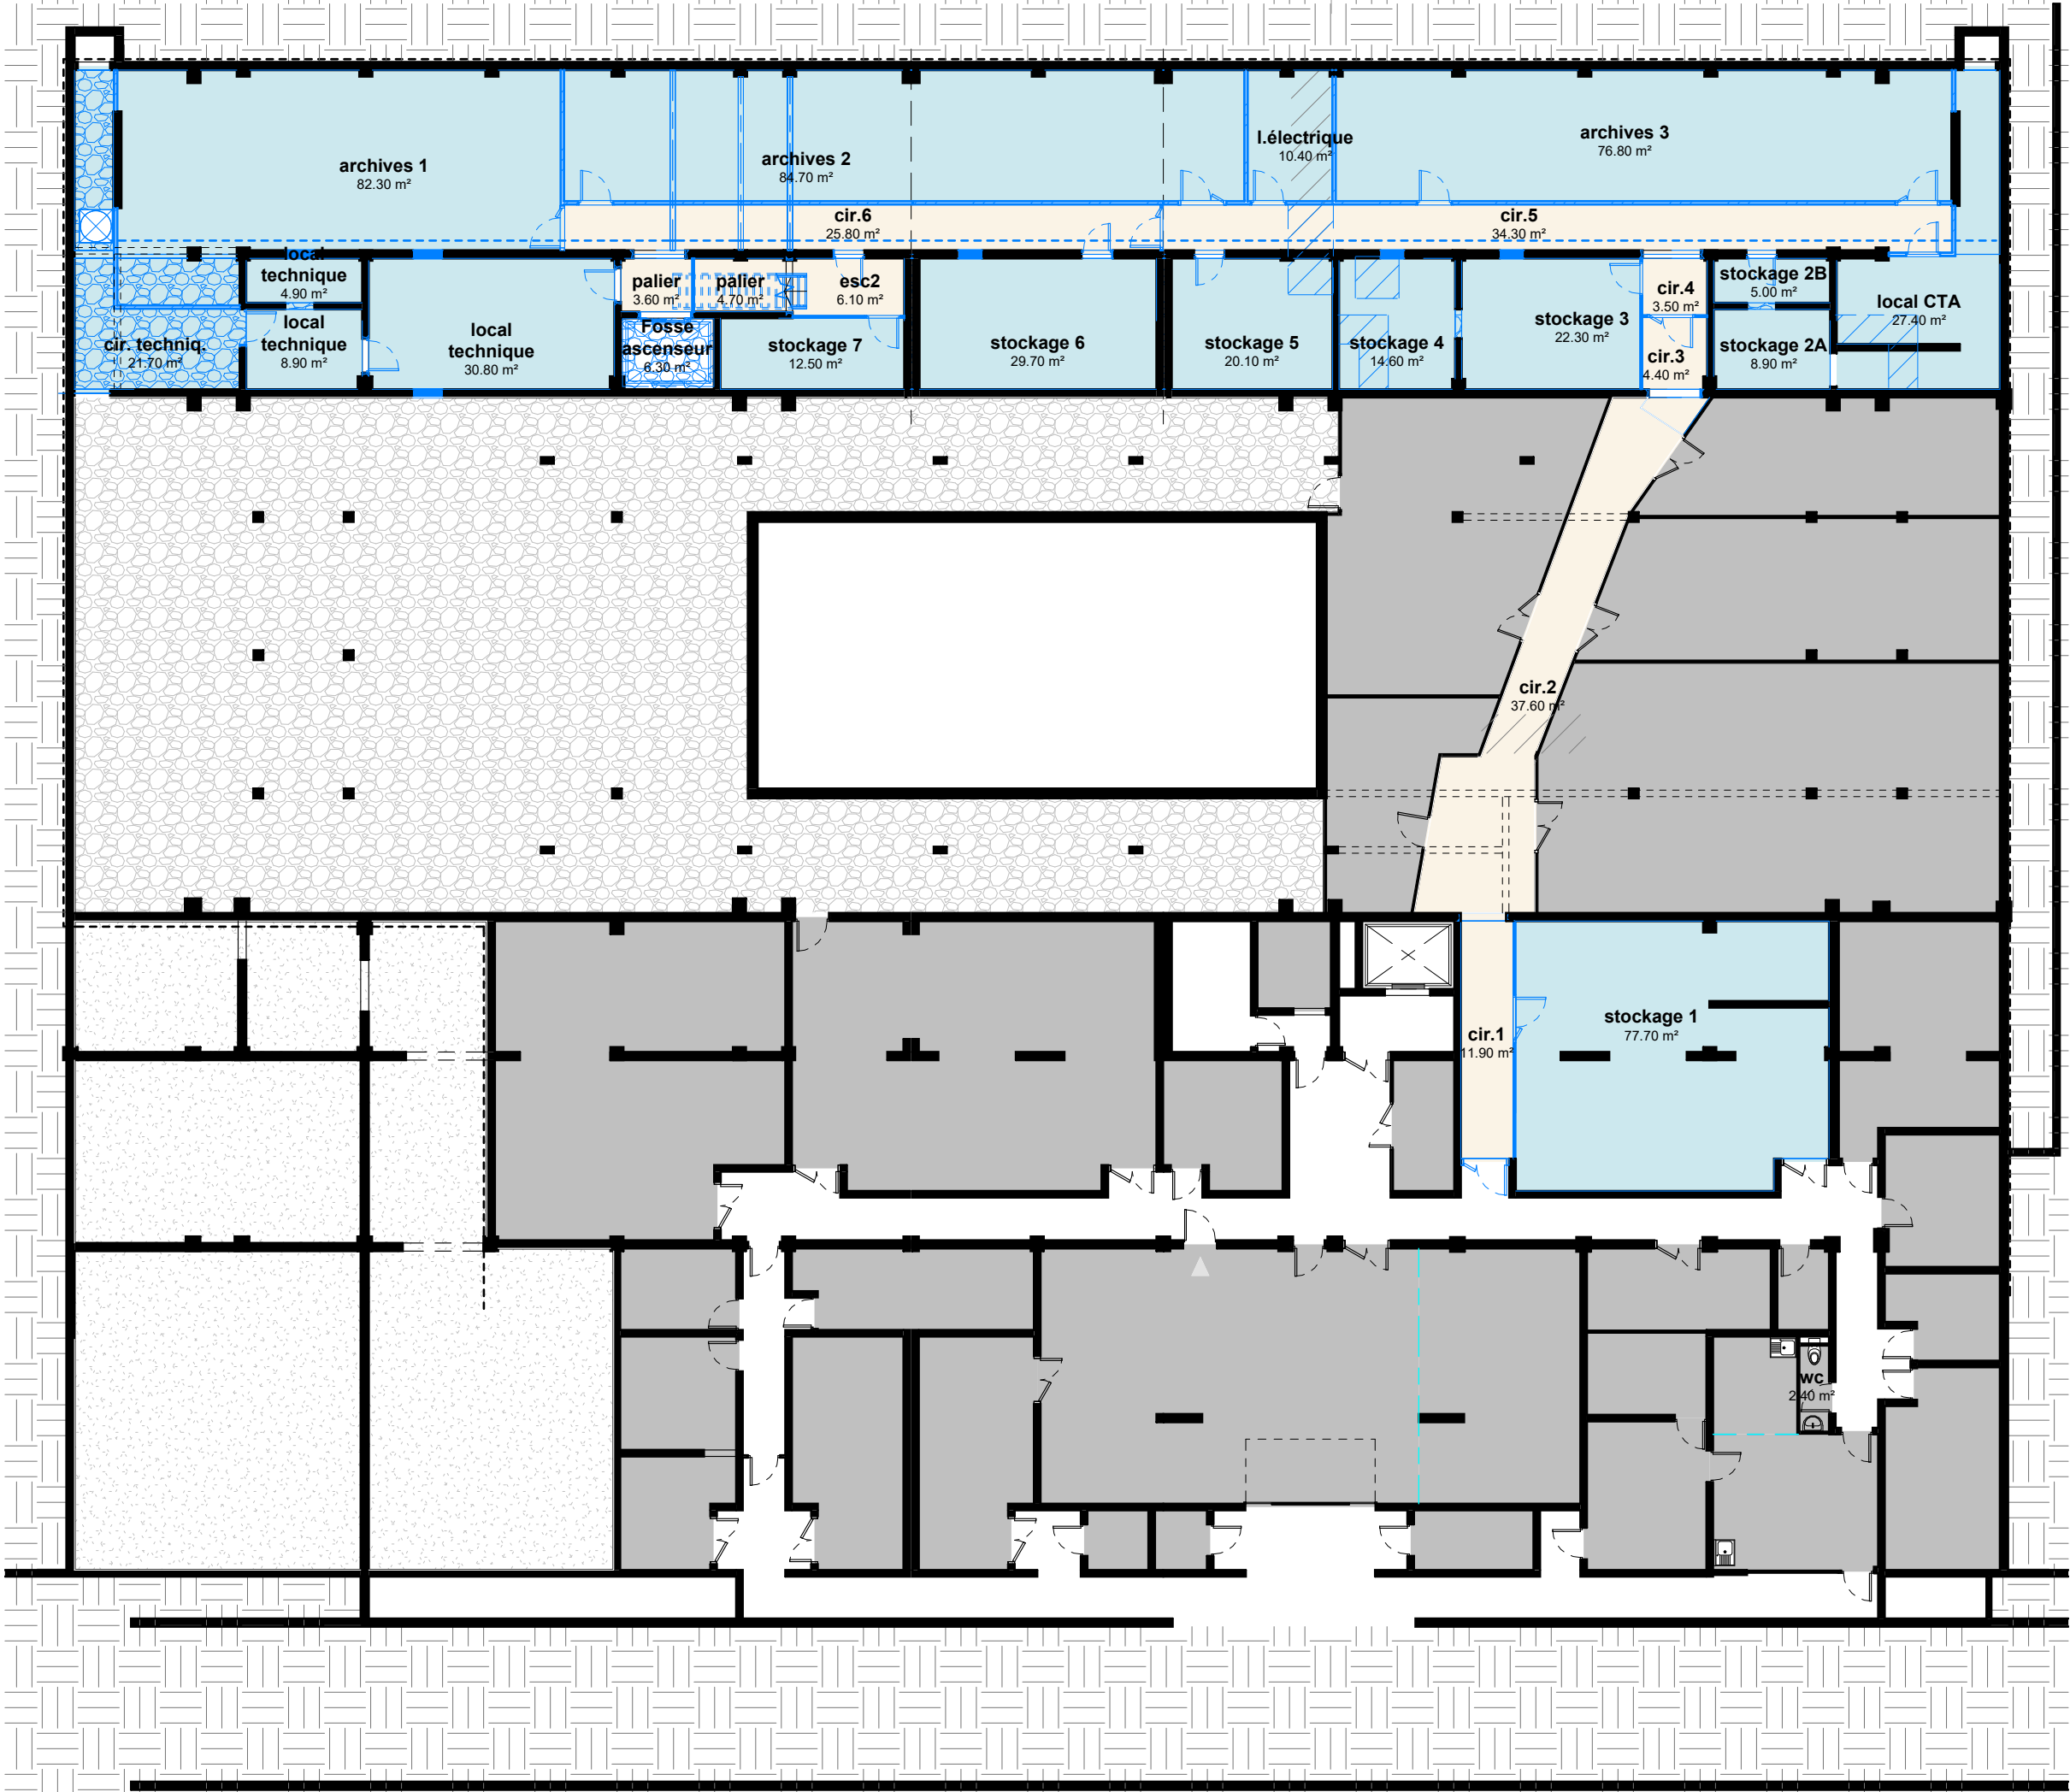 archives 1
82.30 m²
archives 2
84.70 m²
l.électrique
10.40 m²
archives 3
76.80 m²
cir.6
25.80 m²
cir.5
34.30 m²
local
technique
4.90 m²
local
technique
8.90 m²
cir. techniq.
21.70 m²
local
technique
30.80 m²
palier
3.60 m²
palier
4.70 m²
esc2
6.10 m²
Fosse
ascenseur
6.30 m²
stockage 7
12.50 m²
stockage 6
29.70 m²
stockage 5
20.10 m²
stockage 4
14.60 m²
stockage 3
22.30 m²
cir.4
3.50 m²
cir.3
4.40 m²
stockage 2B
5.00 m²
stockage 2A
8.90 m²
local CTA
27.40 m²
cir.2
37.60 m²
cir.1
11.90 m²
stockage 1
77.70 m²
wc
2.40 m²